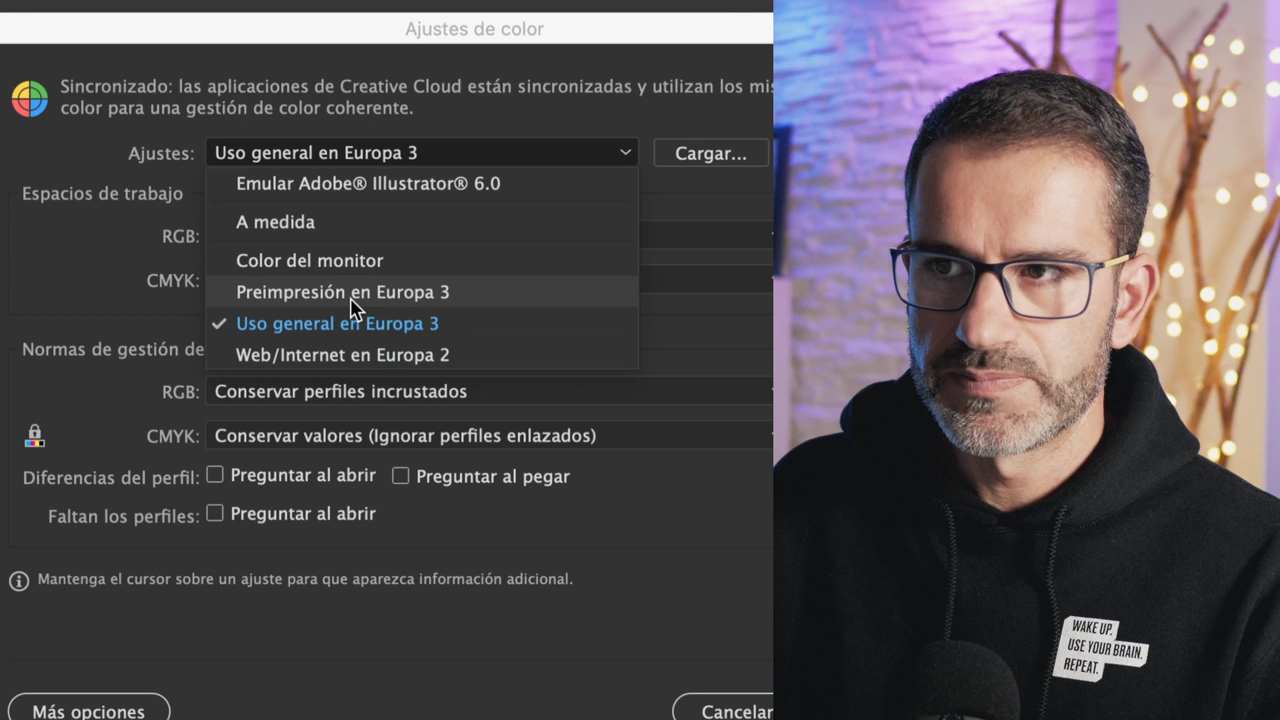 Ajustes de color
Sincronizado: las aplicaciones de Creative Cloud están sincronizadas y utilizan los
color para una gestión de color coherente.
Ajustes: Uso general en Europa 3 Cargar...
Emular Adobe® Illustrator® 6.0
Espacios de trabajo
A medida
RGB:
Color del monitor
CMYK:
Preimpresión en Europa 3
Uso general en Europa 3
Normas de gestión de
Web/Internet en Europa 2
RGB: Conservar perfiles incrustados
CMYK: Conservar valores (Ignorar perfiles enlazados)
Diferencias del perfil: Preguntar al abrir Preguntar al pegar
Faltan los perfiles: Preguntar al abrir
Mantenga el cursor sobre un ajuste para que aparezca información adicional.
Más opciones Cancelar
WAKE UP.
USE YOUR BRAIN.
REPEAT.